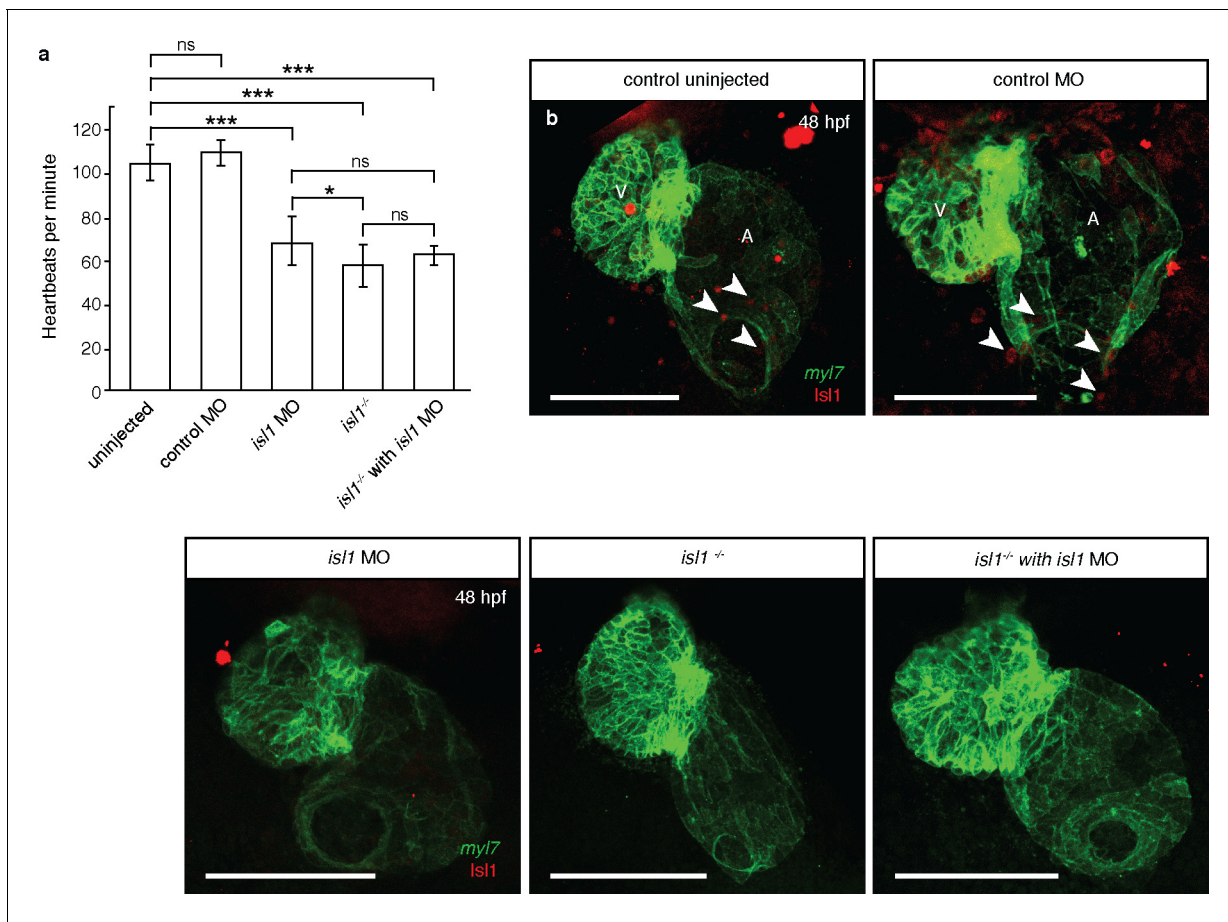 a
ns
***
***
***
ns
*
ns
Heartbeats per minute
120
100
80
60
40
20
0
uninjected
control MO
isl1 MO
isl1-/-
isl1-/- with isl1 MO
control uninjected
b
48 hpf
V
A
myl7
Isl1
control MO
V
A
isl1 MO
48 hpf
myl7
Isl1
isl1 -/-
isl1-/- with isl1 MO